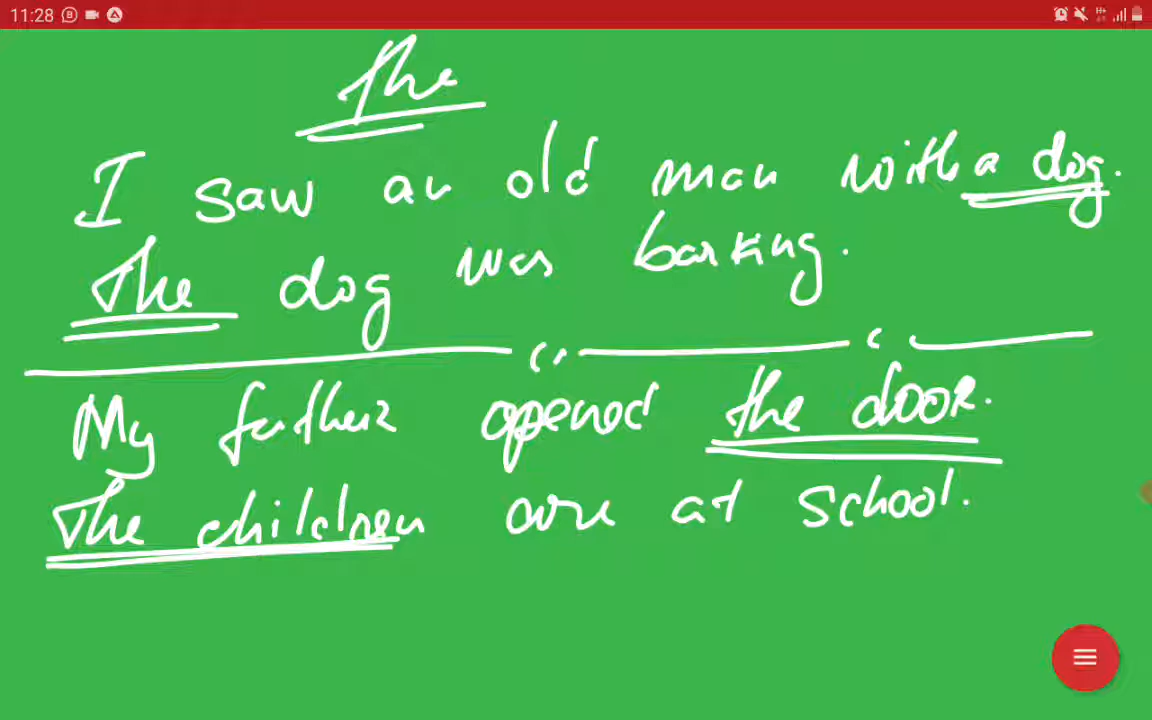 11:28
the
I saw an old man with a dog.
The dog was barking.
My father opened the door.
The children are at school.